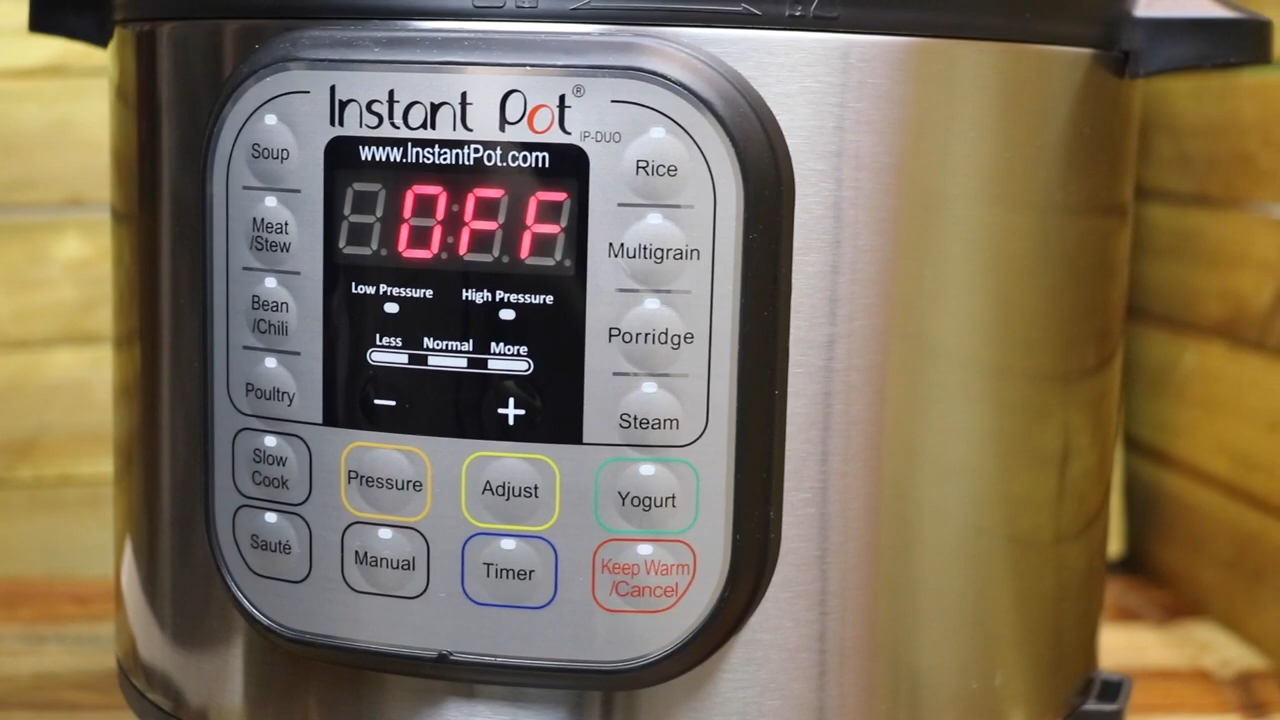 Instant Pot®
IP-DUO
www.InstantPot.com
OFF
Low Pressure High Pressure
Less Normal More
− +
Soup
Meat
/Stew
Bean
/Chili
Poultry
Rice
Multigrain
Porridge
Steam
Slow
Cook
Pressure
Adjust
Yogurt
Sauté
Manual
Timer
Keep Warm
/Cancel